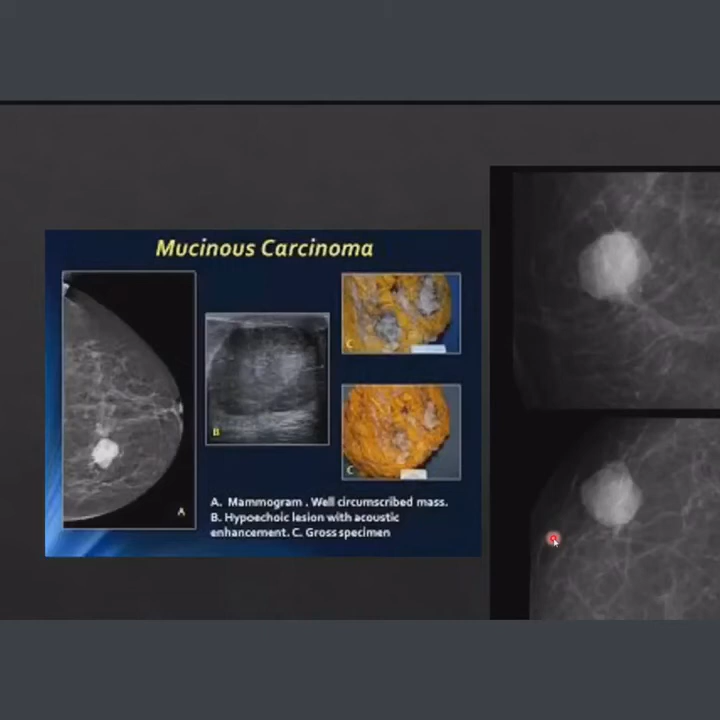 Mucinous Carcinoma
C
C
B
A
A. Mammogram . Well circumscribed mass.
B. Hypoechoic lesion with acoustic
enhancement. C. Gross specimen